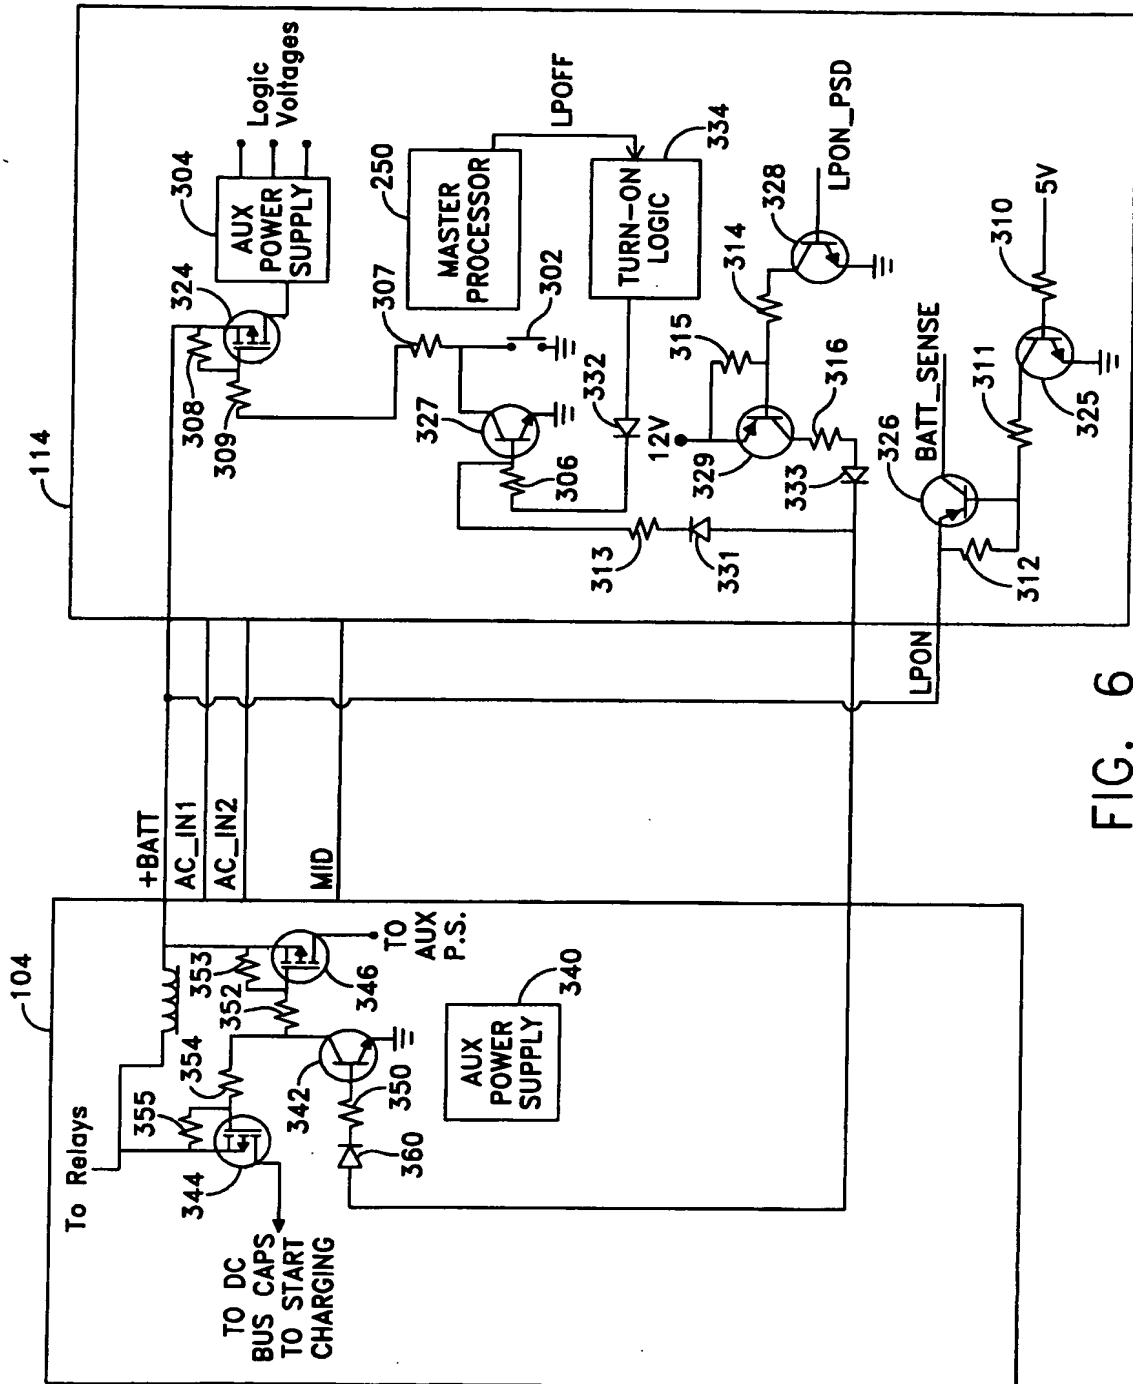 114
324
304
AUX
POWER
SUPPLY
Logic
Voltages
308
309
307
250
MASTER
PROCESSOR
LPOFF
327
302
306
332
TURN-ON
LOGIC
334
12V
315
314
328
LPON_PSD
329
316
333
313
331
326
BATT_SENSE
311
310
5V
325
312
LPON
+BATT
AC_IN1
AC_IN2
MID
104
To Relays
355
354
353
352
346
TO
AUX
P.S.
344
342
350
360
340
AUX
POWER
SUPPLY
TO DC
BUS CAPS
TO START
CHARGING
FIG. 6